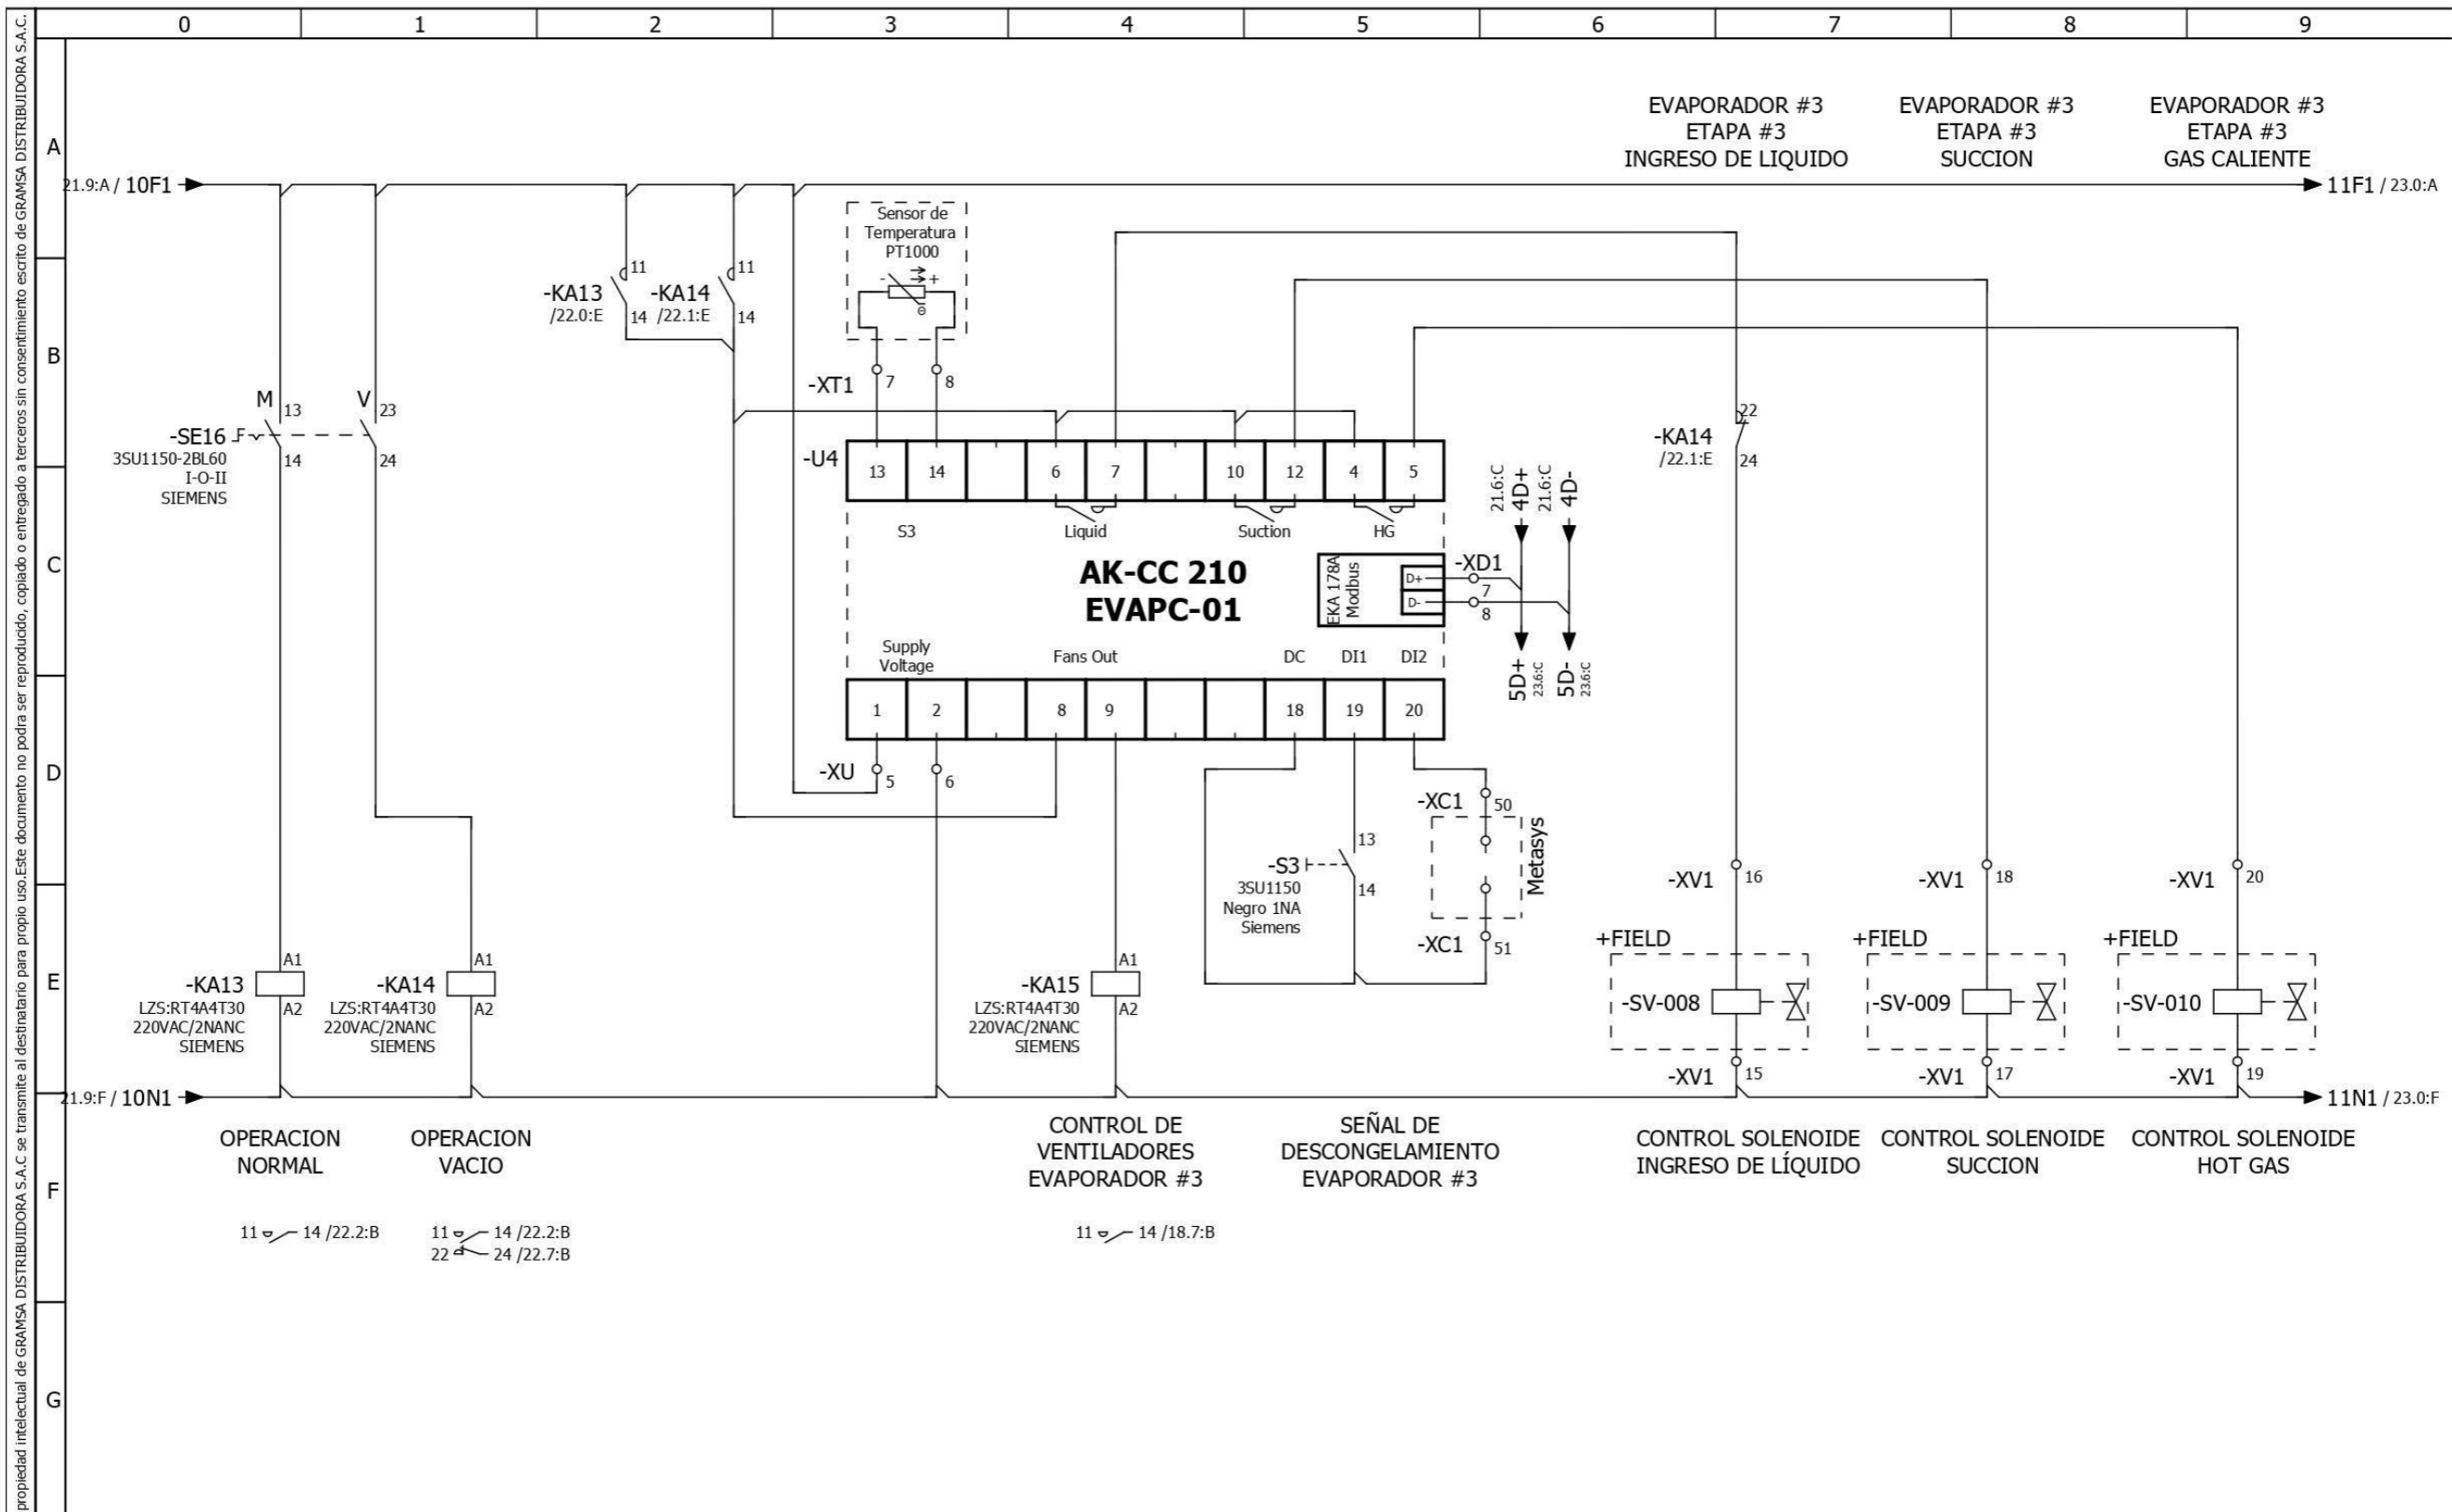 0 1 2 3 4 5 6 7 8 9
A
B
C
D
E
F
G
propiedad intelectual de GRAMSA DISTRIBUIDORA S.A.C se transmite al destinatario para propio uso.Este documento no podra ser reproducido, copiado o entregado a terceros sin consentimiento escrito de GRAMSA DISTRIBUIDORA S.A.C.
EVAPORADOR #3
ETAPA #3
INGRESO DE LIQUIDO
EVAPORADOR #3
ETAPA #3
SUCCION
EVAPORADOR #3
ETAPA #3
GAS CALIENTE
21.9:A / 10F1
11F1 / 23.0:A
Sensor de
Temperatura
PT1000
- +
Θ
-KA13
/22.0:E
11
14
-KA14
/22.1:E
11
14
-XT1
7
8
M
13
14
V
23
24
-SE16
3SU1150-2BL60
I-O-II
SIEMENS
-U4
13 14 6 7 10 12 4 5
S3
Liquid
Suction
HG
AK-CC 210
EVAPC-01
EKA 178A
Modbus
D+
D-
-XD1
7
8
21.6:C
4D+
21.6:C
4D-
5D+
23.6:C
5D-
23.6:C
-KA14
/22.1:E
22
24
Supply
Voltage
Fans Out
DC
DI1
DI2
1 2 8 9 18 19 20
-XU
5
6
-S3
3SU1150
Negro 1NA
Siemens
13
14
-XC1
50
Metasys
-XC1
51
-XV1
16
-XV1
18
-XV1
20
-KA13
LZS:RT4A4T30
220VAC/2NANC
SIEMENS
A1
A2
-KA14
LZS:RT4A4T30
220VAC/2NANC
SIEMENS
A1
A2
-KA15
LZS:RT4A4T30
220VAC/2NANC
SIEMENS
A1
A2
+FIELD
-SV-008
+FIELD
-SV-009
+FIELD
-SV-010
-XV1
15
-XV1
17
-XV1
19
21.9:F / 10N1
11N1 / 23.0:F
OPERACION
NORMAL
OPERACION
VACIO
CONTROL DE
VENTILADORES
EVAPORADOR #3
SEÑAL DE
DESCONGELAMIENTO
EVAPORADOR #3
CONTROL SOLENOIDE
INGRESO DE LÍQUIDO
CONTROL SOLENOIDE
SUCCION
CONTROL SOLENOIDE
HOT GAS
11 14 /22.2:B
11 14 /22.2:B
22 24 /22.7:B
11 14 /18.7:B